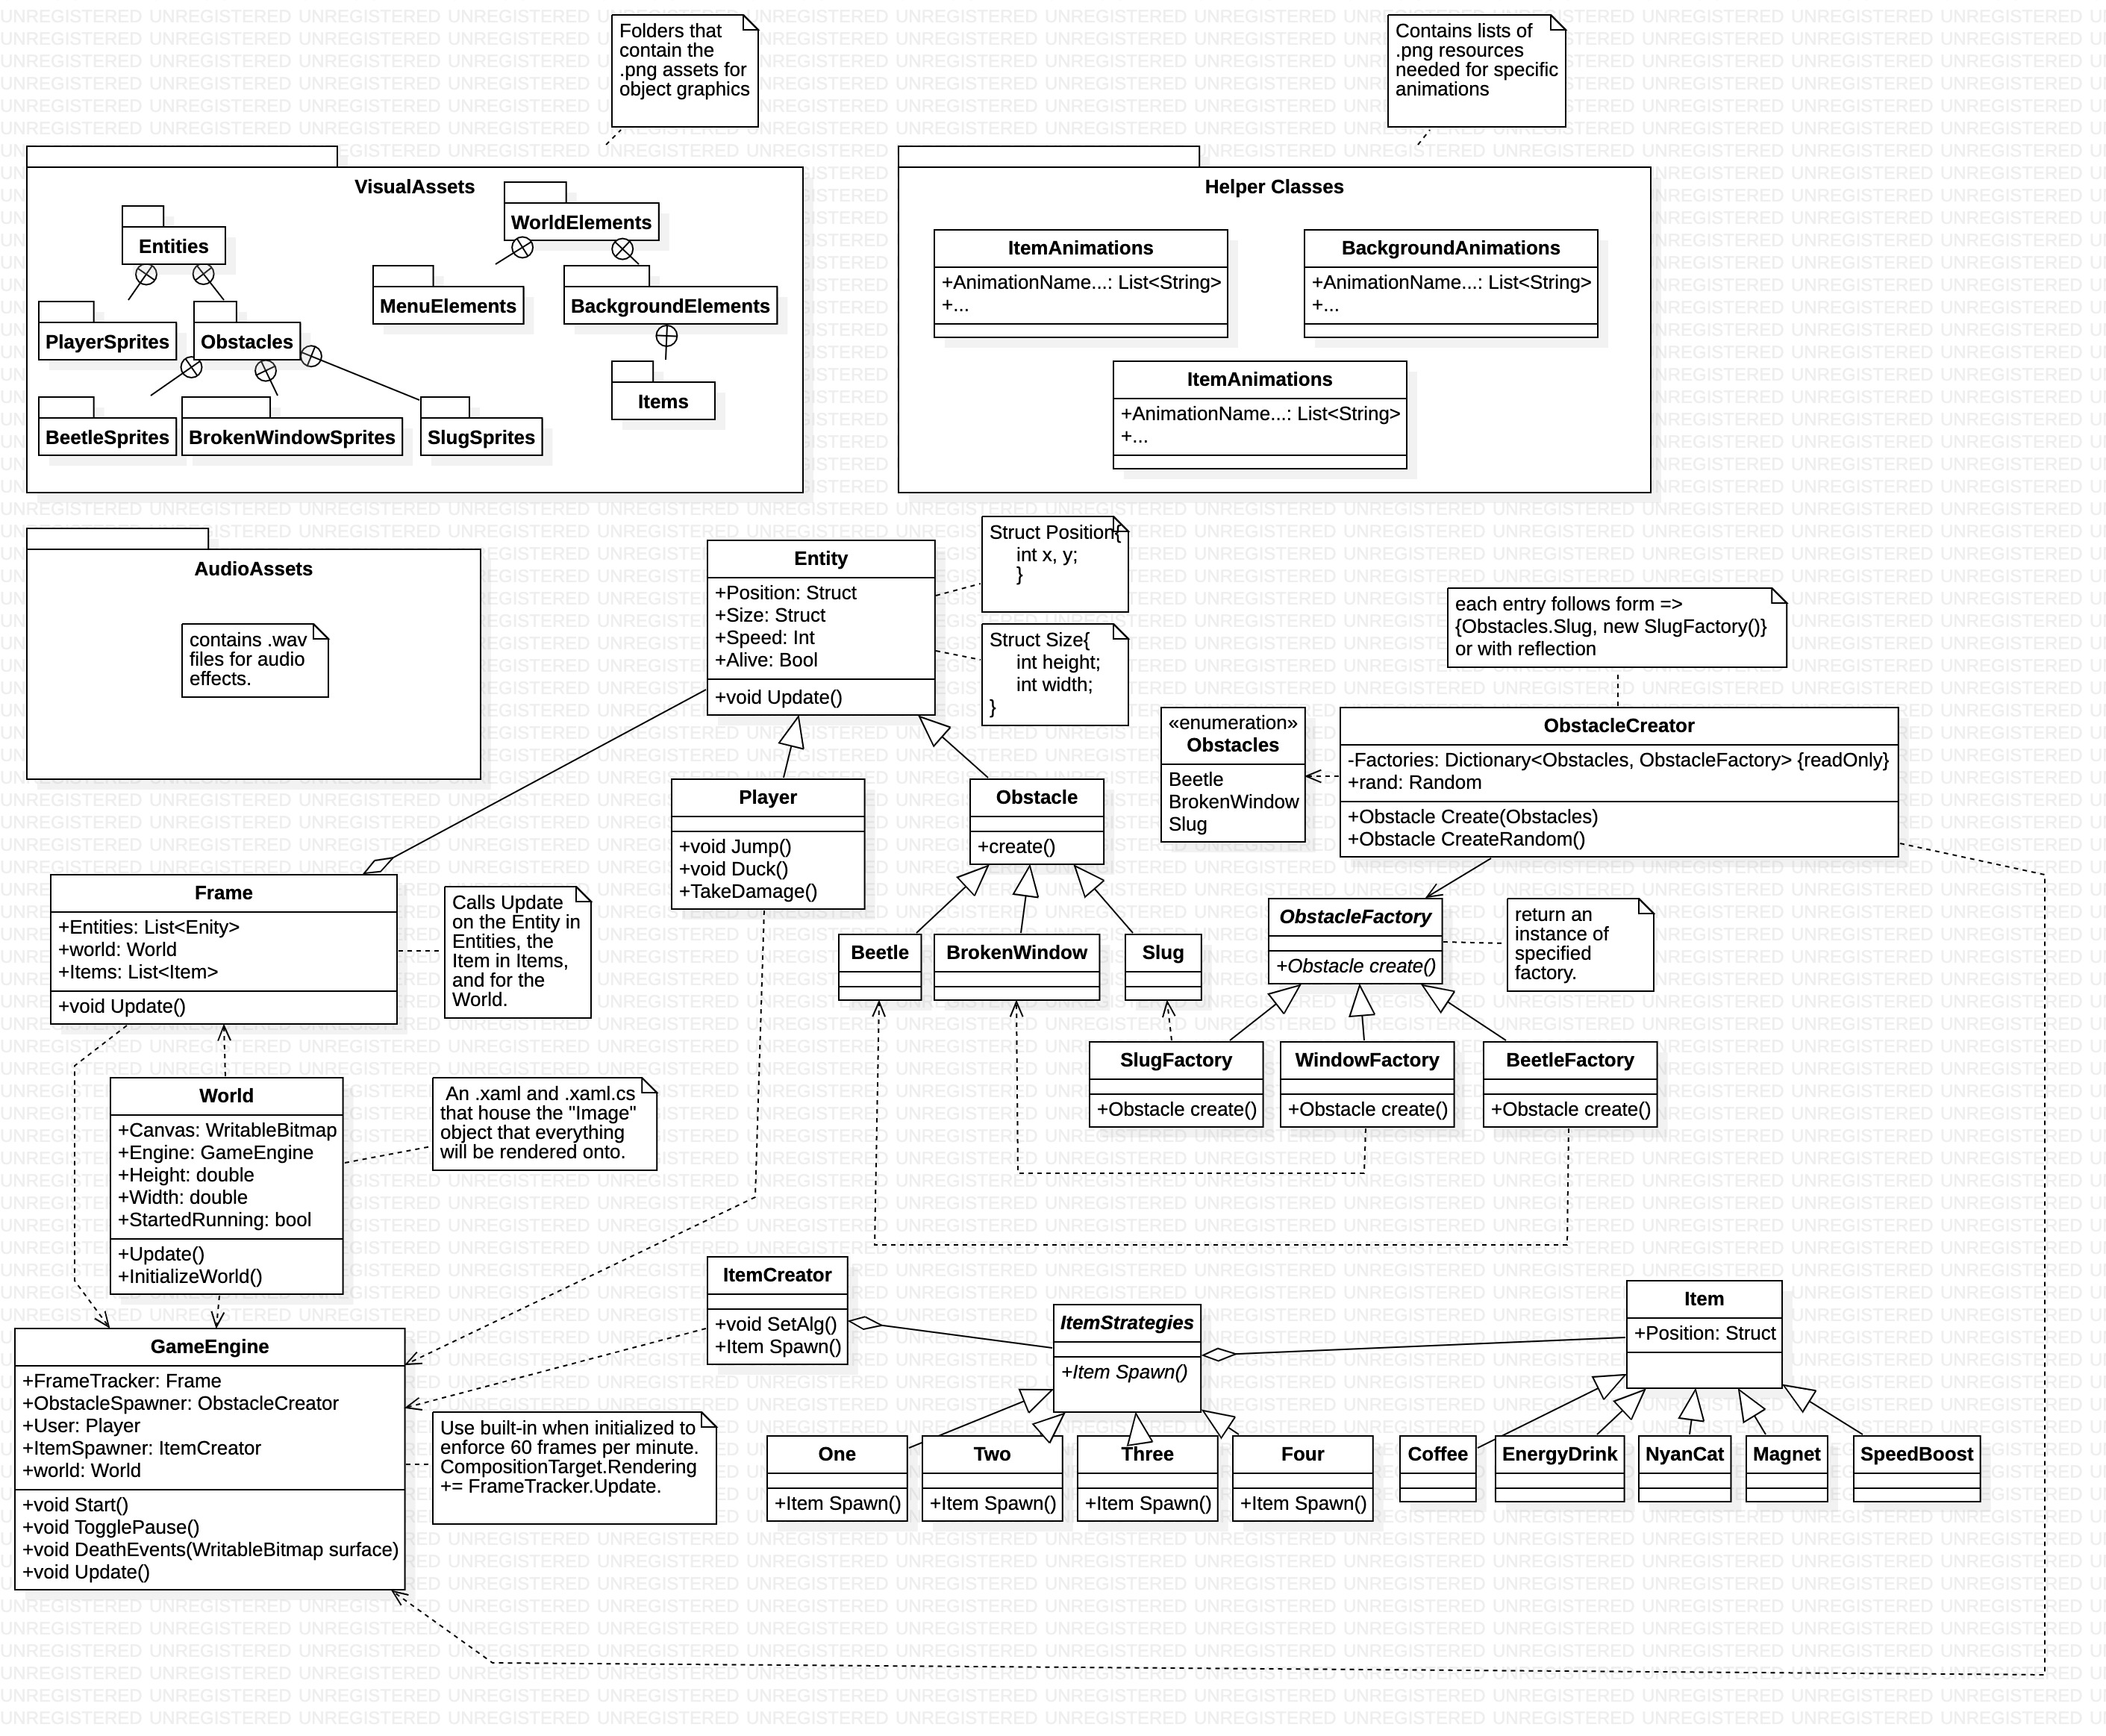 Folders that
contain the
.png assets for
object graphics
Contains lists of
.png resources
needed for specific
animations
VisualAssets
WorldElements
Entities
MenuElements
BackgroundElements
PlayerSprites
Obstacles
Items
BeetleSprites
BrokenWindowSprites
SlugSprites
Helper Classes
ItemAnimations
+AnimationName...: List<String>
+...
BackgroundAnimations
+AnimationName...: List<String>
+...
ItemAnimations
+AnimationName...: List<String>
+...
AudioAssets
contains .wav
files for audio
effects.
Entity
+Position: Struct
+Size: Struct
+Speed: Int
+Alive: Bool
+void Update()
Struct Position{
int x, y;
}
Struct Size{
int height;
int width;
}
each entry follows form =>
{Obstacles.Slug, new SlugFactory()}
or with reflection
«enumeration»
Obstacles
Beetle
BrokenWindow
Slug
ObstacleCreator
-Factories: Dictionary<Obstacles, ObstacleFactory> {readOnly}
+rand: Random
+Obstacle Create(Obstacles)
+Obstacle CreateRandom()
Player
+void Jump()
+void Duck()
+TakeDamage()
Obstacle
+create()
Frame
+Entities: List<Enity>
+world: World
+Items: List<Item>
+void Update()
Calls Update
on the Entity in
Entities, the
Item in Items,
and for the
World.
Beetle
BrokenWindow
Slug
ObstacleFactory
+Obstacle create()
return an
instance of
specified
factory.
SlugFactory
+Obstacle create()
WindowFactory
+Obstacle create()
BeetleFactory
+Obstacle create()
World
+Canvas: WritableBitmap
+Engine: GameEngine
+Height: double
+Width: double
+StartedRunning: bool
+Update()
+InitializeWorld()
An .xaml and .xaml.cs
that house the "Image"
object that everything
will be rendered onto.
ItemCreator
+void SetAlg()
+Item Spawn()
ItemStrategies
+Item Spawn()
Item
+Position: Struct
GameEngine
+FrameTracker: Frame
+ObstacleSpawner: ObstacleCreator
+User: Player
+ItemSpawner: ItemCreator
+world: World
+void Start()
+void TogglePause()
+void DeathEvents(WritableBitmap surface)
+void Update()
Use built-in when initialized to
enforce 60 frames per minute.
CompositionTarget.Rendering
+= FrameTracker.Update.
One
+Item Spawn()
Two
+Item Spawn()
Three
+Item Spawn()
Four
+Item Spawn()
Coffee
EnergyDrink
NyanCat
Magnet
SpeedBoost
UNREGISTERED